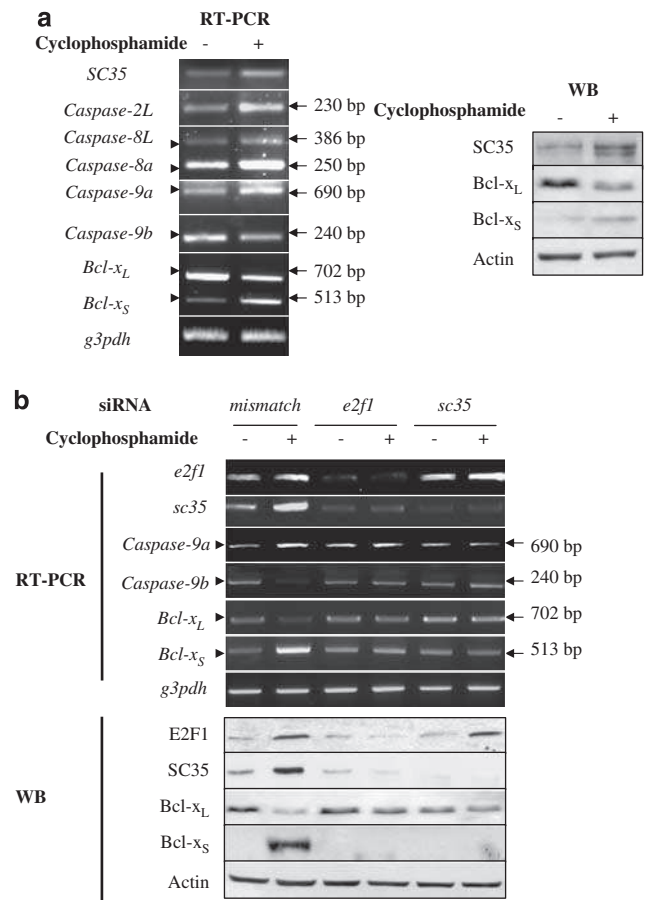 a
RT-PCR
Cyclophosphamide - +
SC35
Caspase-2L 230 bp
Caspase-8L 386 bp
Caspase-8a 250 bp
Caspase-9a 690 bp
Caspase-9b 240 bp
Bcl-xL 702 bp
Bcl-xS 513 bp
g3pdh
WB
Cyclophosphamide - +
SC35
Bcl-xL
Bcl-xS
Actin
b
siRNA mismatch e2f1 sc35
Cyclophosphamide - + - + - +
RT-PCR
e2f1
sc35
Caspase-9a 690 bp
Caspase-9b 240 bp
Bcl-xL 702 bp
Bcl-xS 513 bp
g3pdh
WB
E2F1
SC35
Bcl-xL
Bcl-xS
Actin